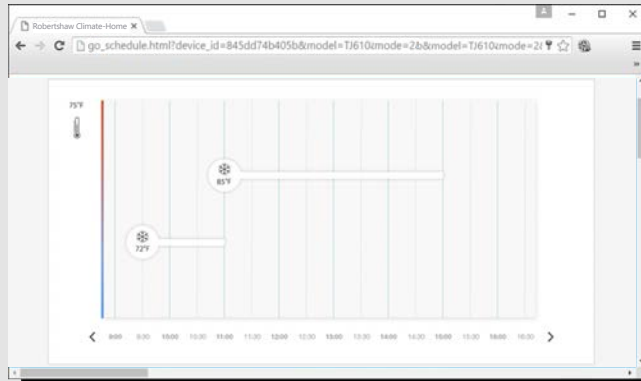 Robertshaw Climate-Home
go_schedule.html?device_id=845dd74b405b&model=TJ610&mode=2&b&model=TJ610&mode=2&
75°F
85°F
72°F
9:00 9:30 10:00 10:30 11:00 11:30 12:00 12:30 13:00 13:30 14:00 14:30 15:00 15:30 16:00 16:30